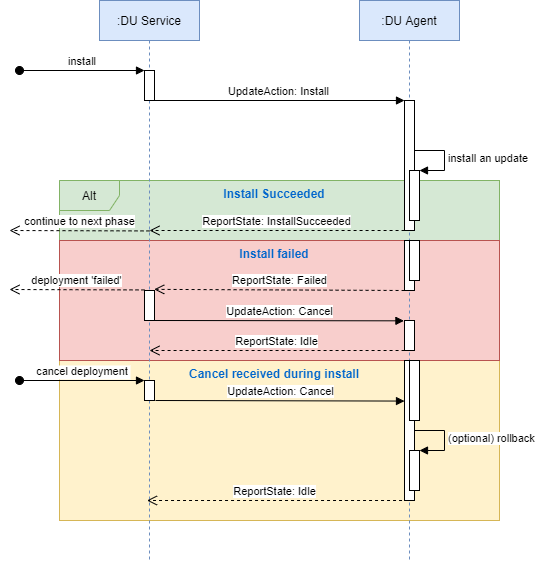 :DU Service
:DU Agent
install
UpdateAction: Install
install an update
Alt
Install Succeeded
continue to next phase
ReportState: InstallSucceeded
Install failed
deployment 'failed'
ReportState: Failed
UpdateAction: Cancel
ReportState: Idle
cancel deployment
Cancel received during install
UpdateAction: Cancel
(optional) rollback
ReportState: Idle